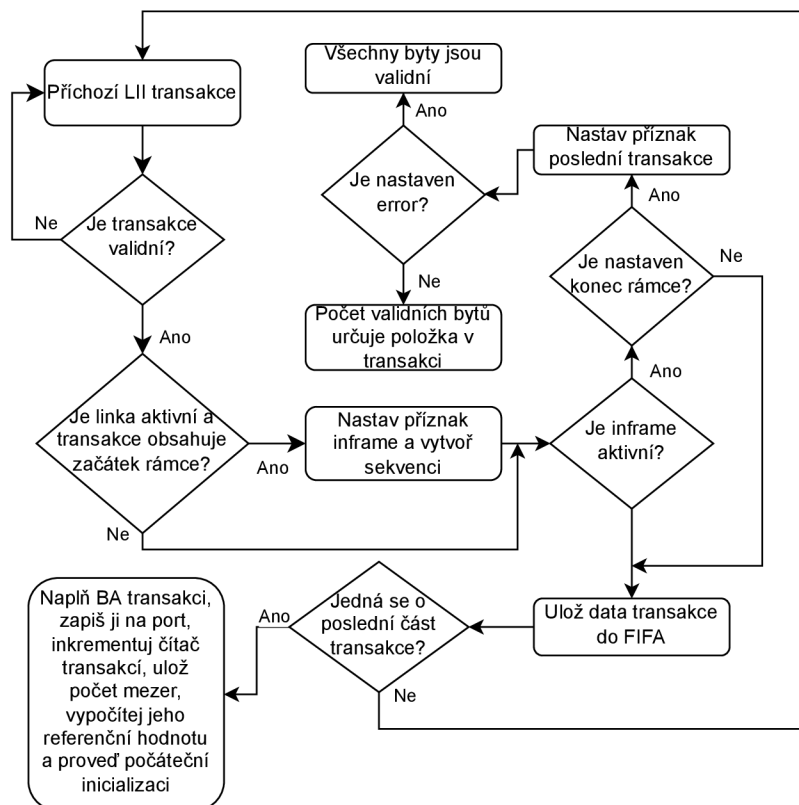 Příchozí LII transakce
Všechny byty jsou
validní
Ano
Nastav příznak
poslední transakce
Je nastaven
error?
Ne
Je transakce
validní?
Ano
Je nastaven
konec rámce?
Ne
Ne
Počet validních bytů
určuje položka v
transakci
Ano
Ano
Je linka aktivní a
transakce obsahuje
začátek rámce?
Ano
Nastav příznak
inframe a vytvoř
sekvenci
Je inframe
aktivní?
Ne
Naplň BA transakci,
zapiš ji na port,
inkrementuj čítač
transakcí, ulož
počet mezer,
vypočítej jeho
referenční hodnotu
a proveď počáteční
inicializaci
Ano
Jedná se o
poslední část
transakce?
Ne
Ulož data transakce
do FIFA